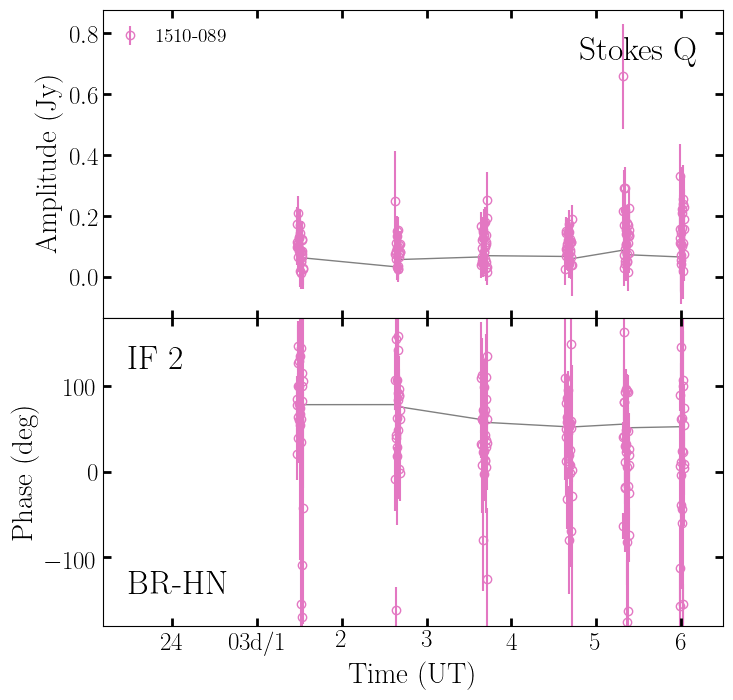 1510-089
Stokes Q
0.8
0.6
0.4
0.2
0.0
Amplitude (Jy)
IF 2
100
0
−100
Phase (deg)
BR-HN
24 03d/1 2 3 4 5 6
Time (UT)